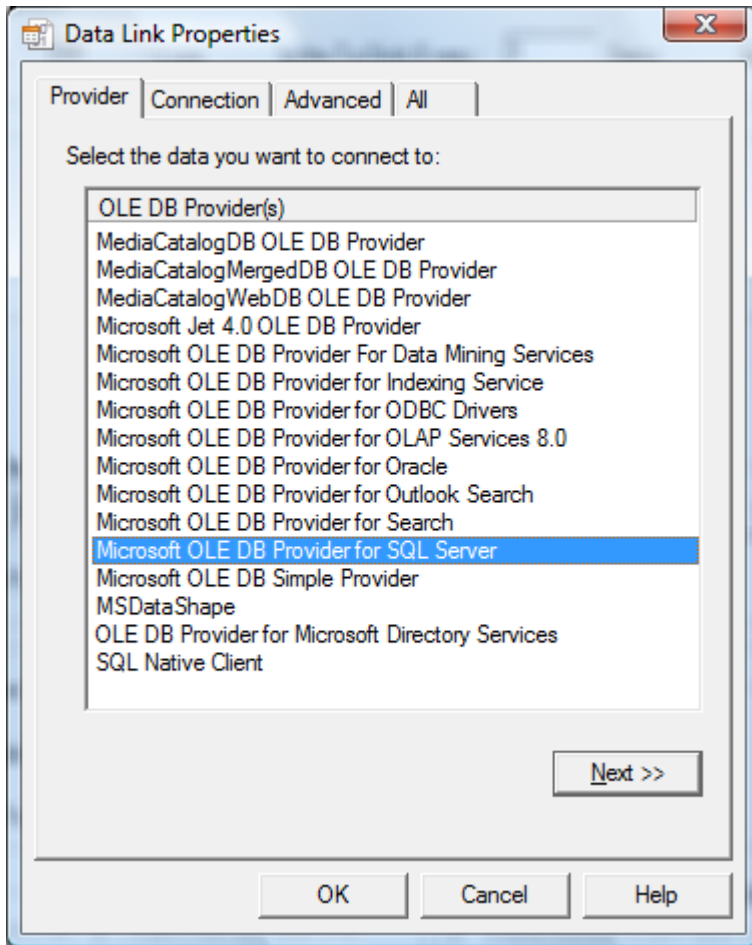 Data Link Properties
Provider Connection Advanced All
Select the data you want to connect to:
OLE DB Provider(s)
MediaCatalogDB OLE DB Provider
MediaCatalogMergedDB OLE DB Provider
MediaCatalogWebDB OLE DB Provider
Microsoft Jet 4.0 OLE DB Provider
Microsoft OLE DB Provider For Data Mining Services
Microsoft OLE DB Provider for Indexing Service
Microsoft OLE DB Provider for ODBC Drivers
Microsoft OLE DB Provider for OLAP Services 8.0
Microsoft OLE DB Provider for Oracle
Microsoft OLE DB Provider for Outlook Search
Microsoft OLE DB Provider for Search
Microsoft OLE DB Provider for SQL Server
Microsoft OLE DB Simple Provider
MSDataShape
OLE DB Provider for Microsoft Directory Services
SQL Native Client
Next >>
OK Cancel Help